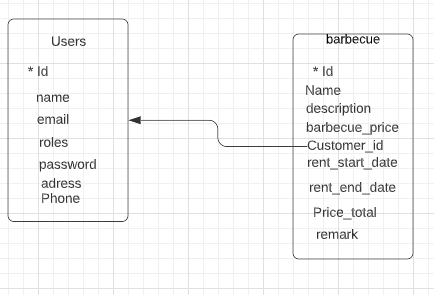 Users
* Id
name
email
roles
password
adress
Phone
barbecue
* Id
Name
description
barbecue_price
Customer_id
rent_start_date
rent_end_date
Price_total
remark